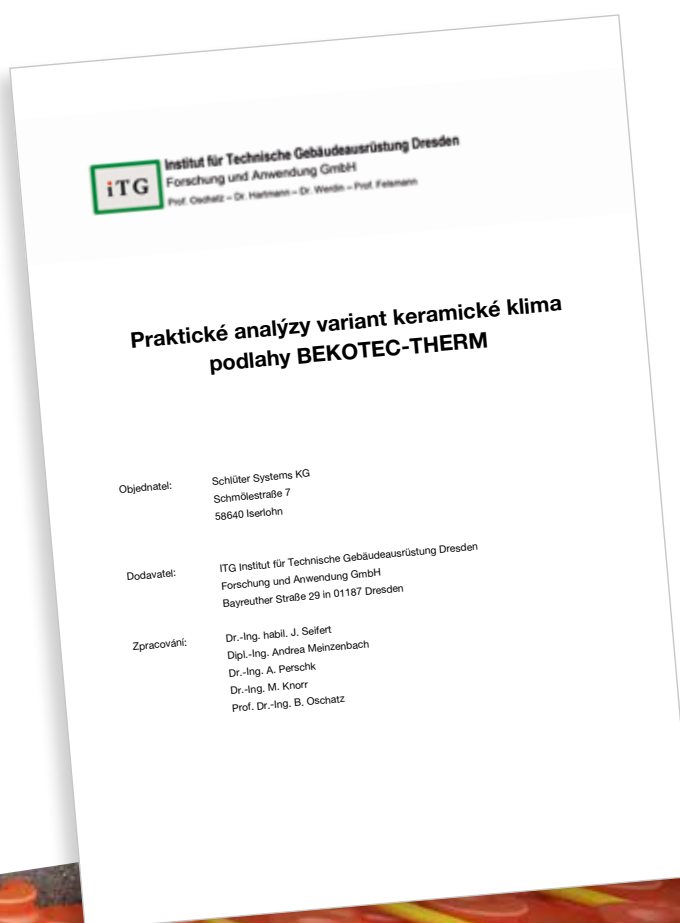 iTG
Institut für Technische Gebäudeausrüstung Dresden
Forschung und Anwendung GmbH
Prof. Oschatz – Dr. Hartmann – Dr. Werdin – Prof. Felsmann
Praktické analýzy variant keramické klima
podlahy BEKOTEC-THERM
Objednatel:
Schlüter Systems KG
Schmölestraße 7
58640 Iserlohn
Dodavatel:
ITG Institut für Technische Gebäudeausrüstung Dresden
Forschung und Anwendung GmbH
Bayreuther Straße 29 in 01187 Dresden
Zpracování:
Dr.-Ing. habil. J. Seifert
Dipl.-Ing. Andrea Meinzenbach
Dr.-Ing. A. Perschk
Dr.-Ing. M. Knorr
Prof. Dr.-Ing. B. Oschatz